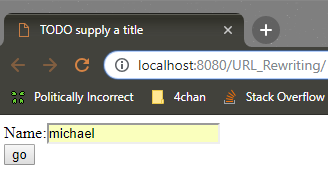 TODO supply a title
localhost:8080/URL_Rewriting/
Politically Incorrect 4chan Stack Overflow
Name:michael
go